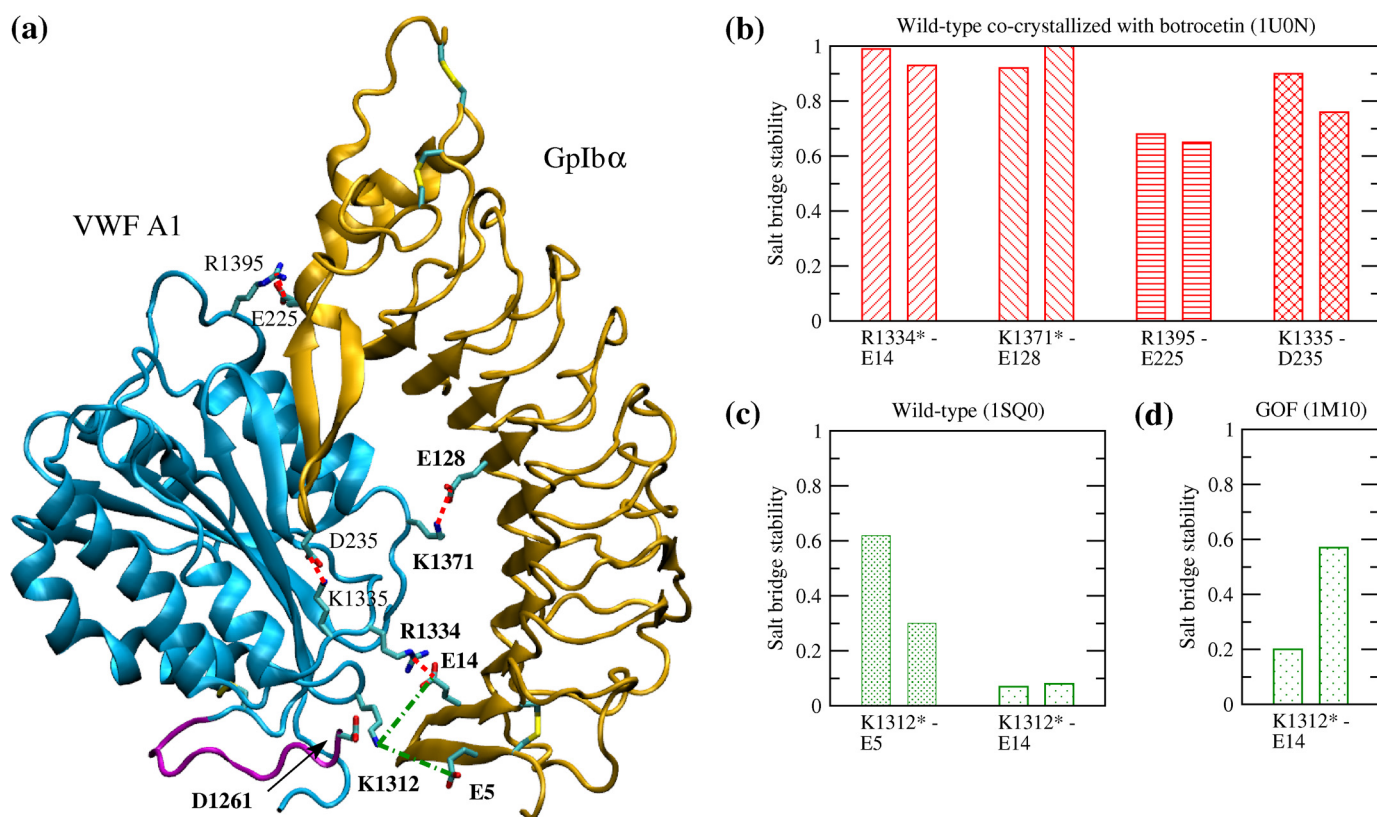 (a)
GpIbα
VWF A1
R1395
E225
E128
K1371
D235
K1335
R1334
E14
K1312
E5
D1261
(b)
Wild-type co-crystallized with botrocetin (1U0N)
Salt bridge stability
1
0.8
0.6
0.4
0.2
0
R1334* -
E14
K1371* -
E128
R1395 -
E225
K1335 -
D235
(c)
Wild-type (1SQ0)
Salt bridge stability
1
0.8
0.6
0.4
0.2
0
K1312* -
E5
K1312* -
E14
(d)
GOF (1M10)
Salt bridge stability
1
0.8
0.6
0.4
0.2
0
K1312* -
E14